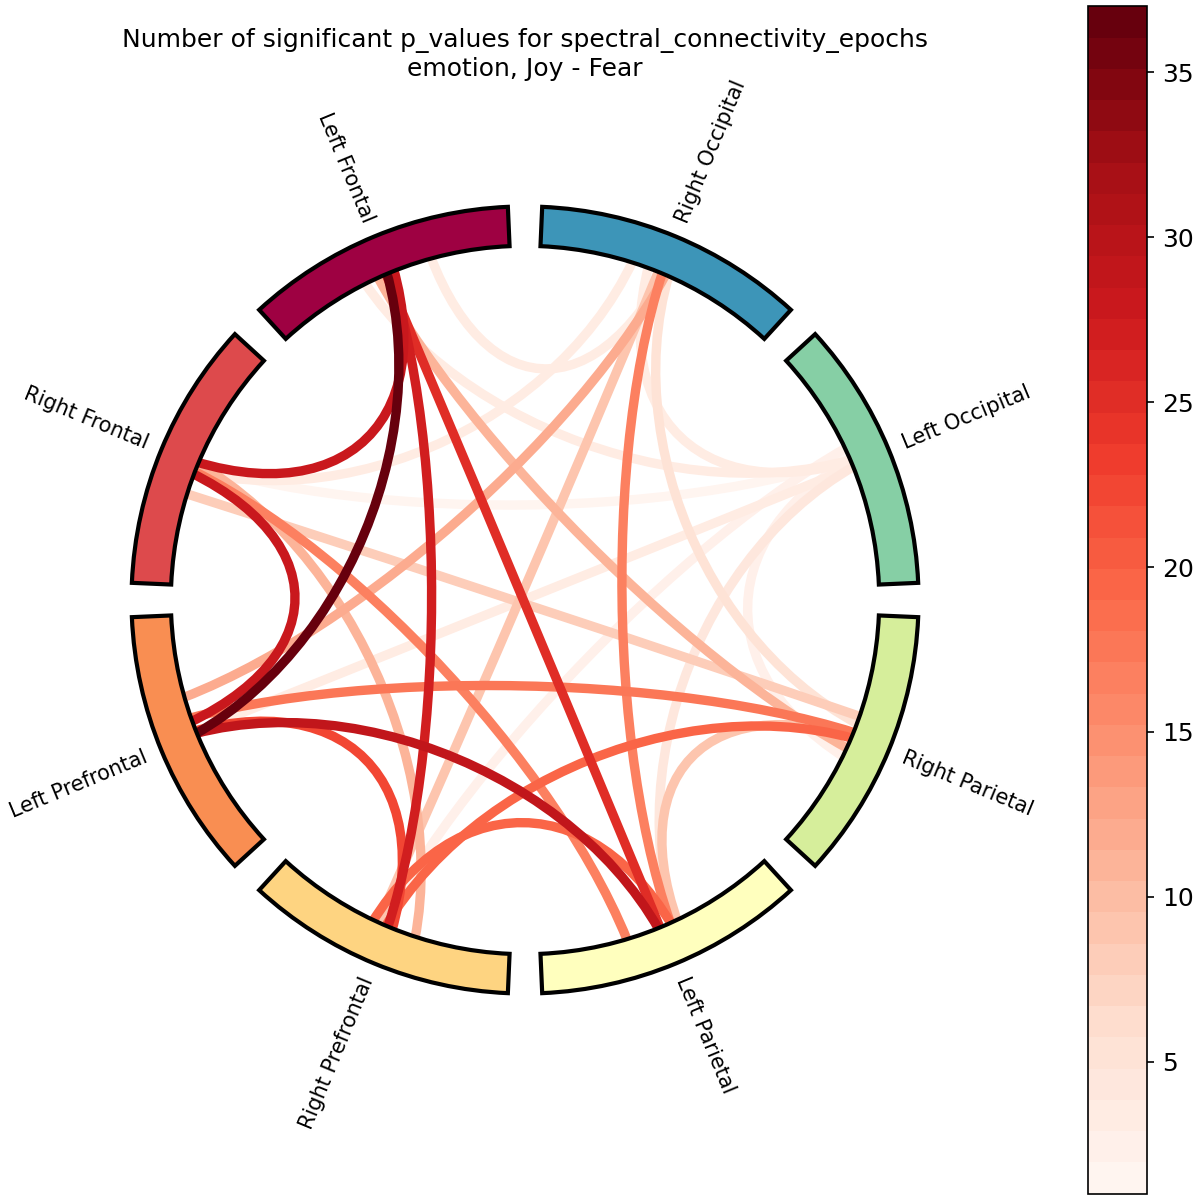 Number of significant p_values for spectral_connectivity_epochs
emotion, Joy - Fear
Left Frontal
Right Occipital
Right Frontal
Left Occipital
Left Prefrontal
Right Parietal
Right Prefrontal
Left Parietal
35
30
25
20
15
10
5